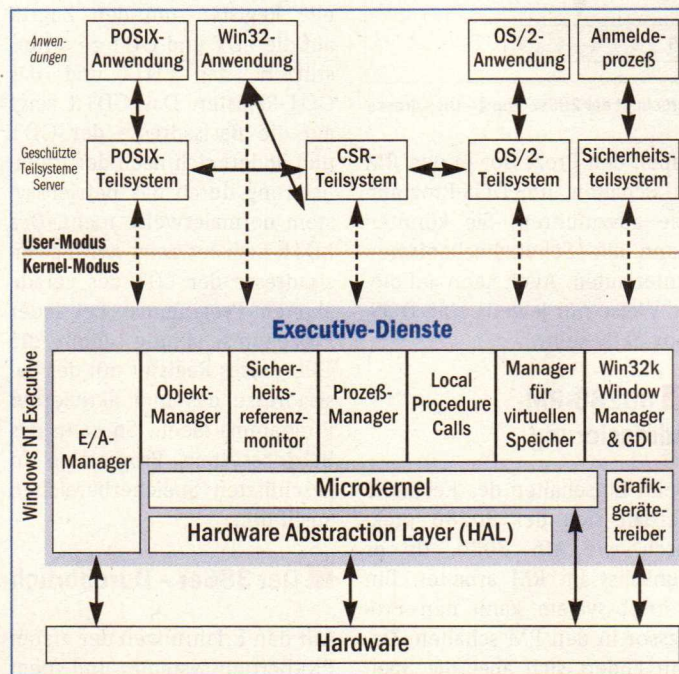 Anwen-
dungen
POSIX-
Anwendung
Win32-
Anwendung
OS/2-
Anwendung
Anmelde-
prozeß
Geschützte
Teilsysteme
Server
POSIX-
Teilsystem
CSR-
Teilsystem
OS/2-
Teilsystem
Sicherheits-
teilsystem
User-Modus
Kernel-Modus
Windows NT Executive
Executive-Dienste
E/A-
Manager
Objekt-
Manager
Sicher-
heits-
referenz-
monitor
Prozeß-
Manager
Local
Procedure
Calls
Manager
für
virtuellen
Speicher
Win32k
Window
Manager
& GDI
Microkernel
Hardware Abstraction Layer (HAL)
Grafik-
geräte-
treiber
Hardware